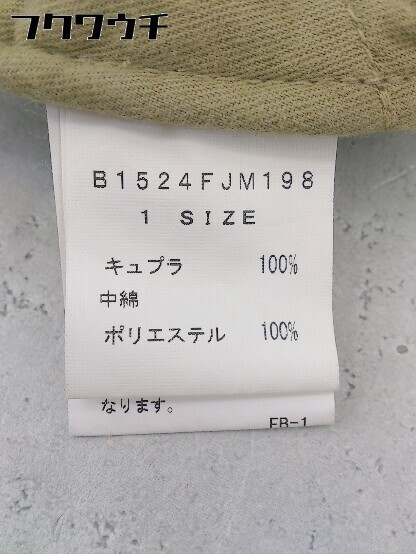 フクワウチ
B1524FJM198
1 SIZE
キュプラ 100%
中綿
ポリエステル 100%
なります。
FB-1